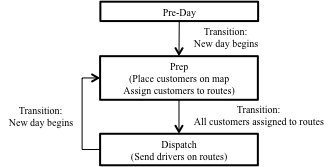 Pre-Day
Transition:
New day begins
Prep
(Place customers on map
Assign customers to routes)
Transition:
All customers assigned to routes
Transition:
New day begins
Dispatch
(Send drivers on routes)